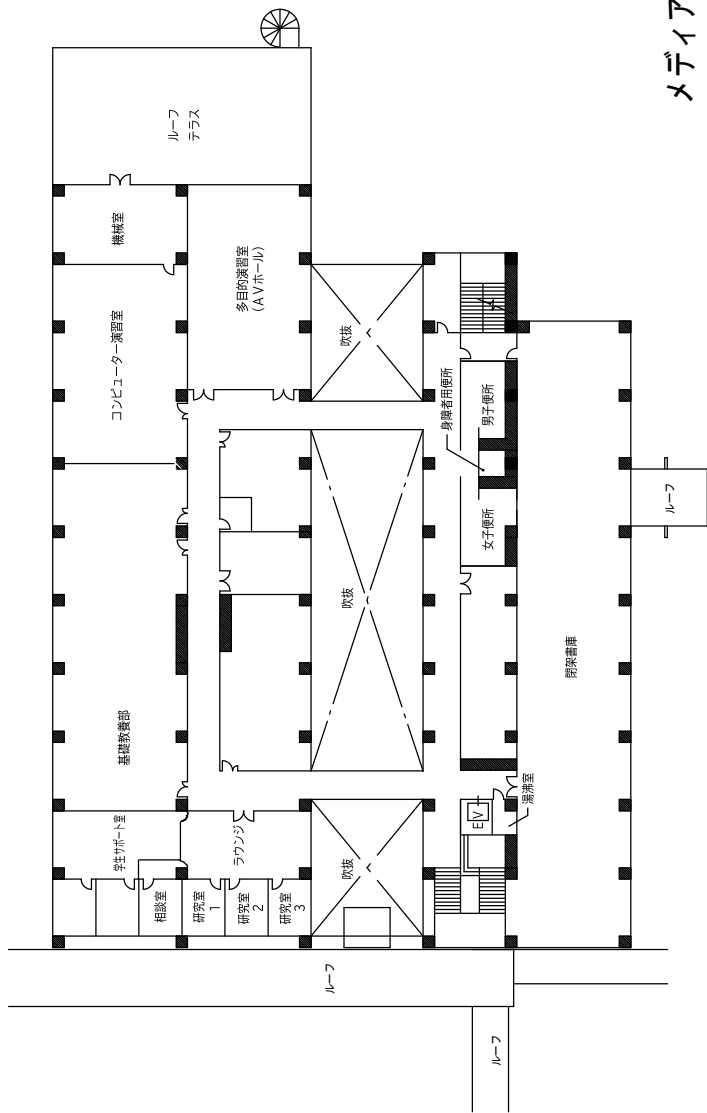 メディア
ルーフ
テラス
機械室
コンピューター演習室
多目的演習室
(AVホール)
吹抜
身障者用便所
男子便所
女子便所
ルーフ
吹抜
閉架書庫
基礎教養部
湯沸室
EV
学生サポート室
ラウンジ
吹抜
相談室
研究室
1
研究室
2
研究室
3
ルーフ
ルーフ